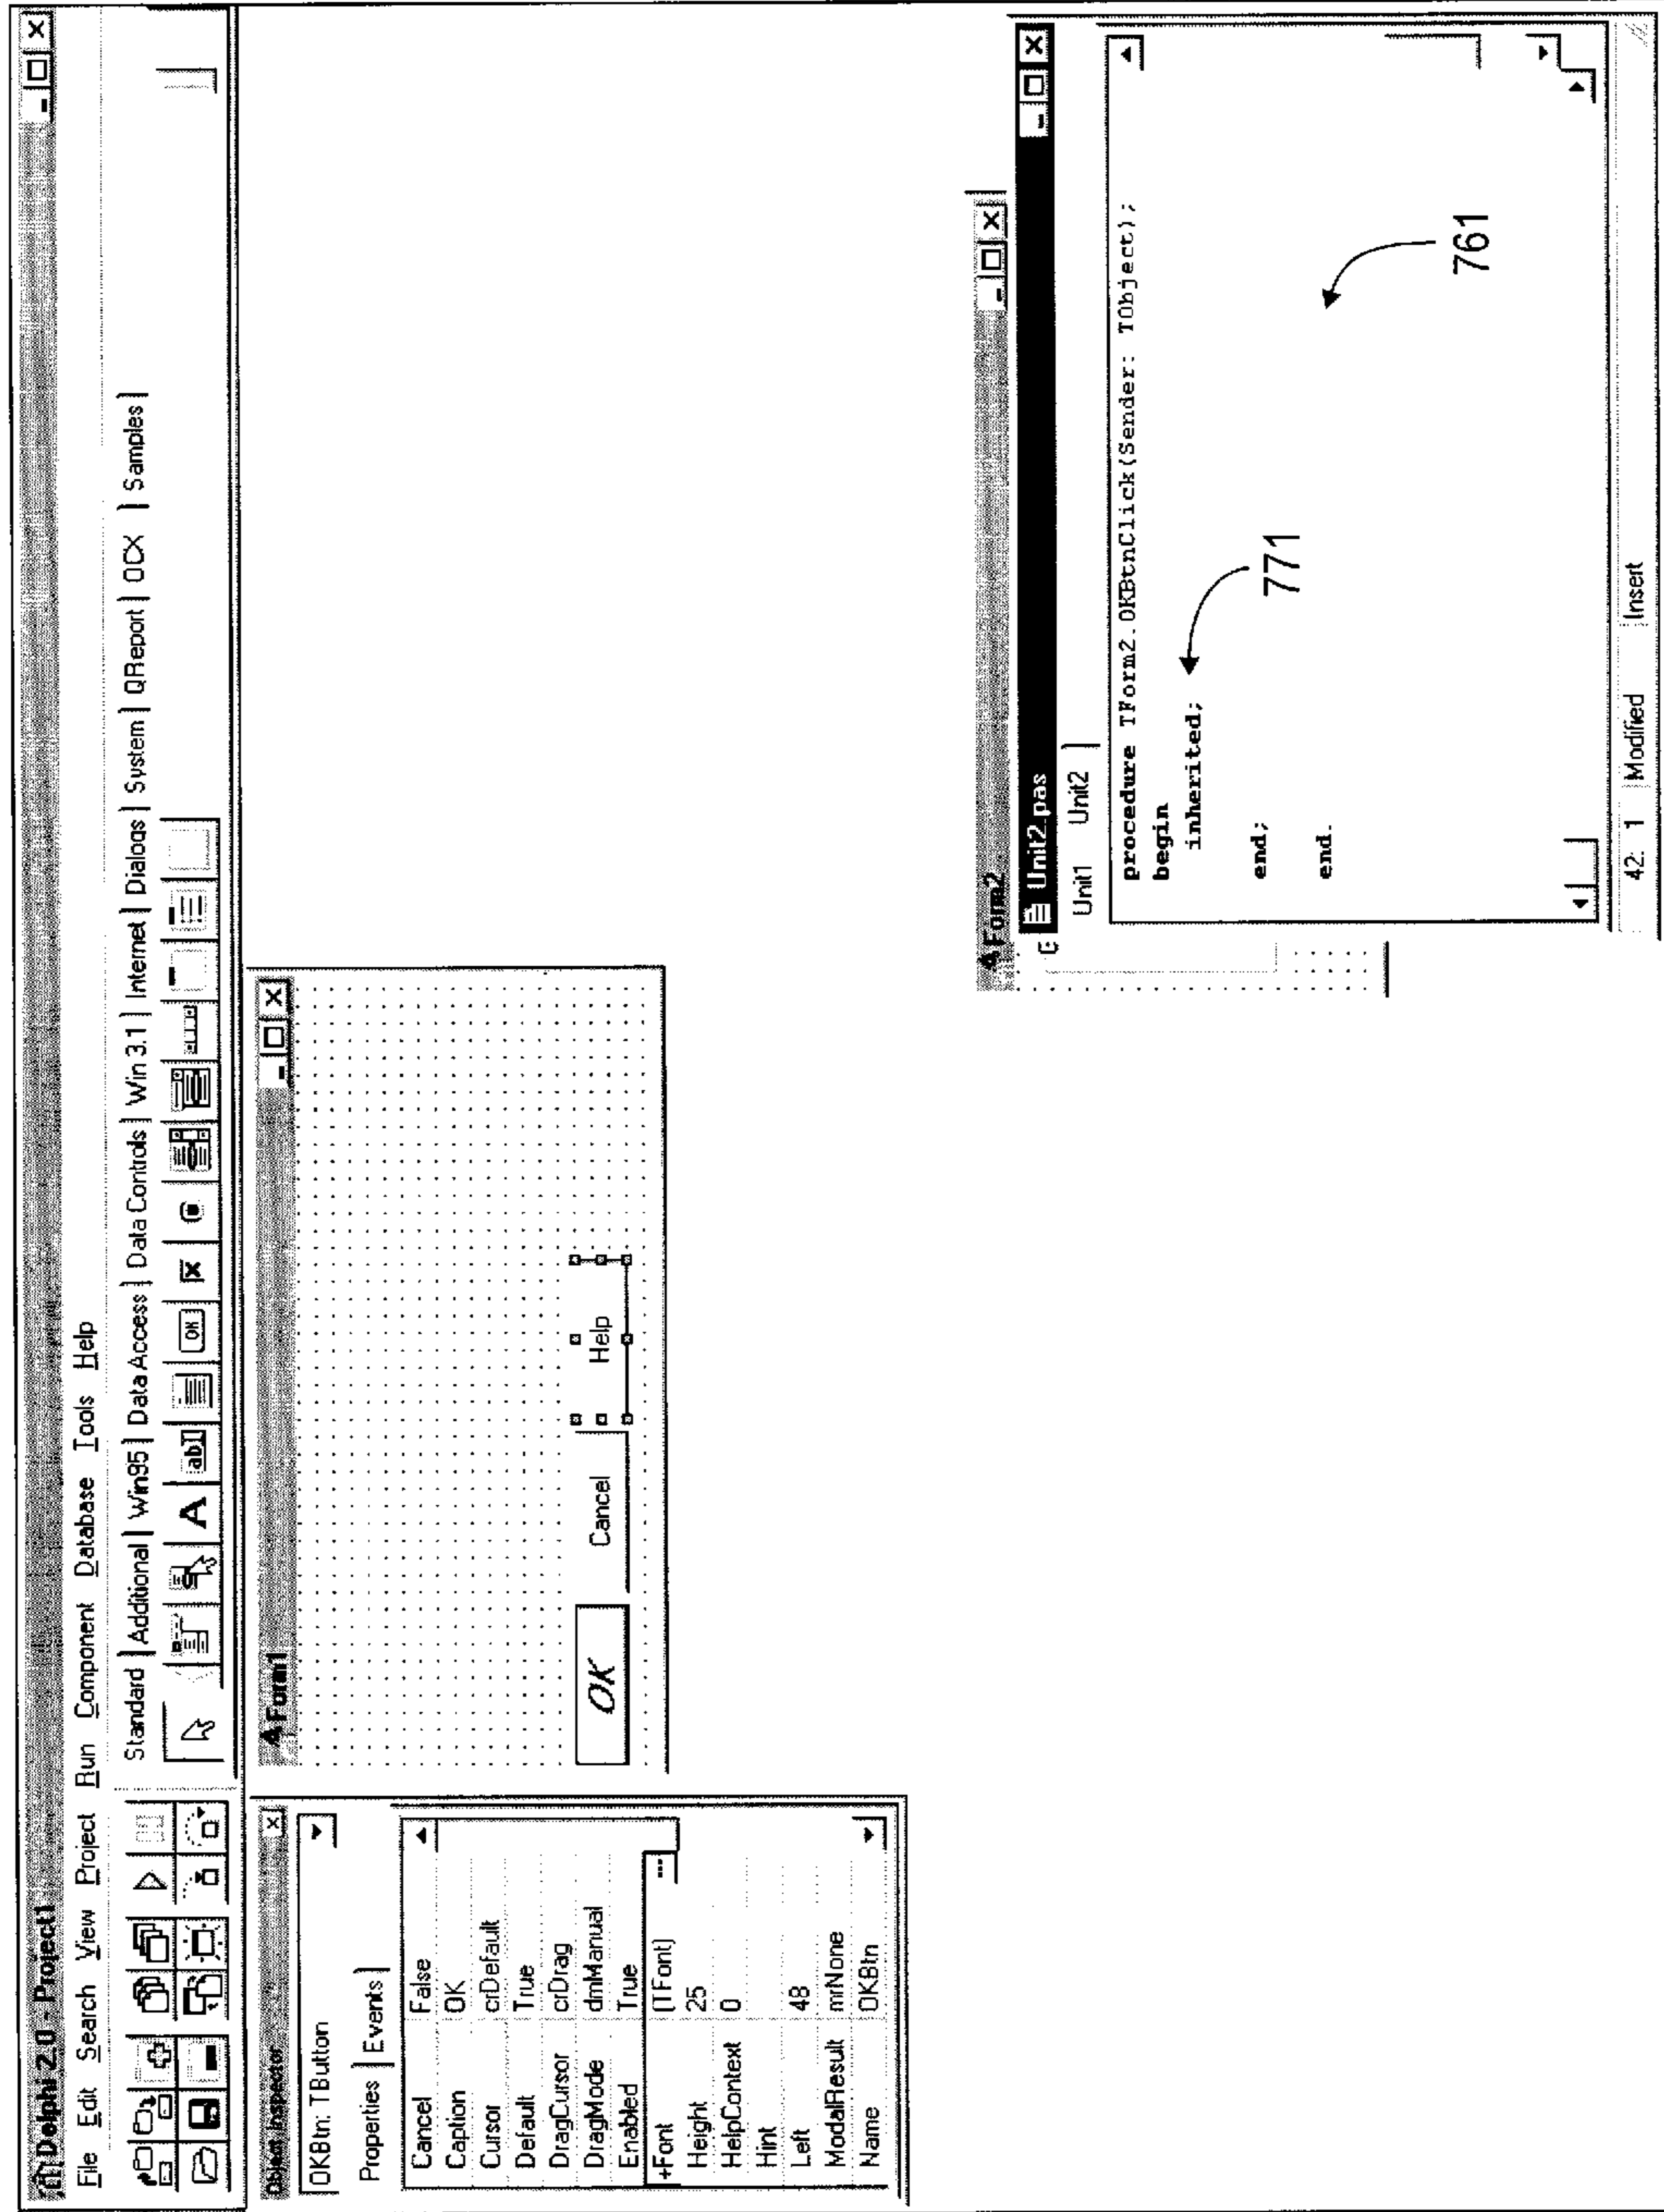 Delphi 2.0 - Project1
File Edit Search View Project Run Component Database Tools Help
Standard Additional Win95 Data Access Data Controls Win 3.1 Internet Dialogs System QReport OCX Samples
A ab OK
Object Inspector
OKBtn: TButton
Properties Events
Cancel False
Caption OK
Cursor crDefault
Default True
DragCursor crDrag
DragMode dmManual
Enabled True
+Font (TFont)
Height 25
HelpContext 0
Hint
Left 48
ModalResult mrNone
Name OKBtn
Form1
OK Cancel Help
Form2
Unit2.pas
Unit1 Unit2
procedure TForm2.OKBtnClick(Sender: TObject);
begin
inherited;
end;
end.
771
761
42: 1 Modified Insert